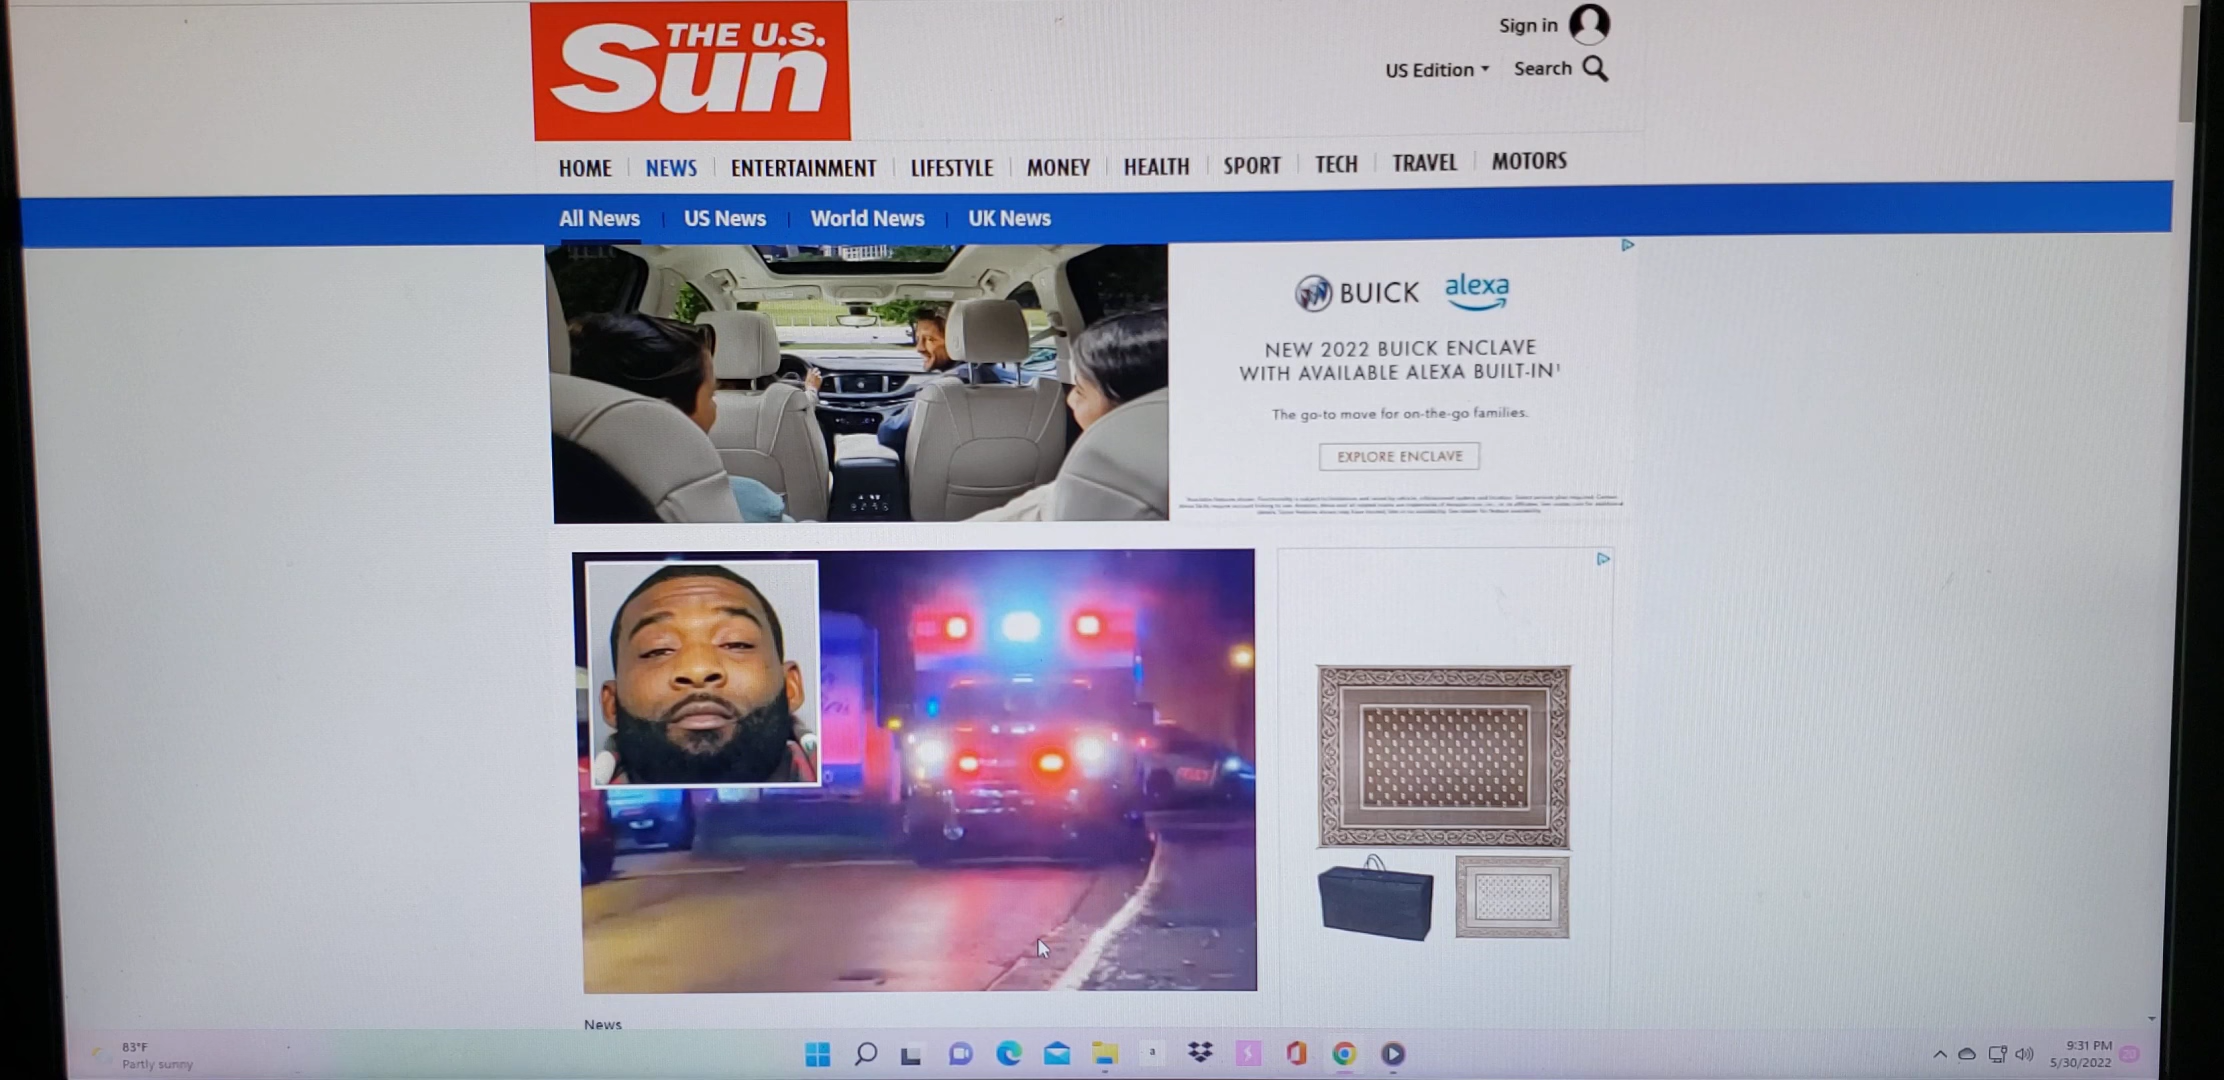 THE U.S.
Sun
Sign in
US Edition
Search
HOME
NEWS
ENTERTAINMENT
LIFESTYLE
MONEY
HEALTH
SPORT
TECH
TRAVEL
MOTORS
All News
US News
World News
UK News
BUICK
alexa
NEW 2022 BUICK ENCLAVE
WITH AVAILABLE ALEXA BUILT-IN¹
The go-to move for on-the-go families.
EXPLORE ENCLAVE
News
83°F
Partly sunny
a
9:31 PM
5/30/2022